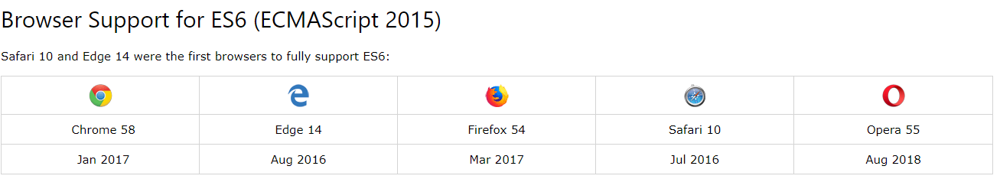 Browser Support for ES6 (ECMAScript 2015)
Safari 10 and Edge 14 were the first browsers to fully support ES6:
Chrome 58 Edge 14 Firefox 54 Safari 10 Opera 55
Jan 2017 Aug 2016 Mar 2017 Jul 2016 Aug 2018